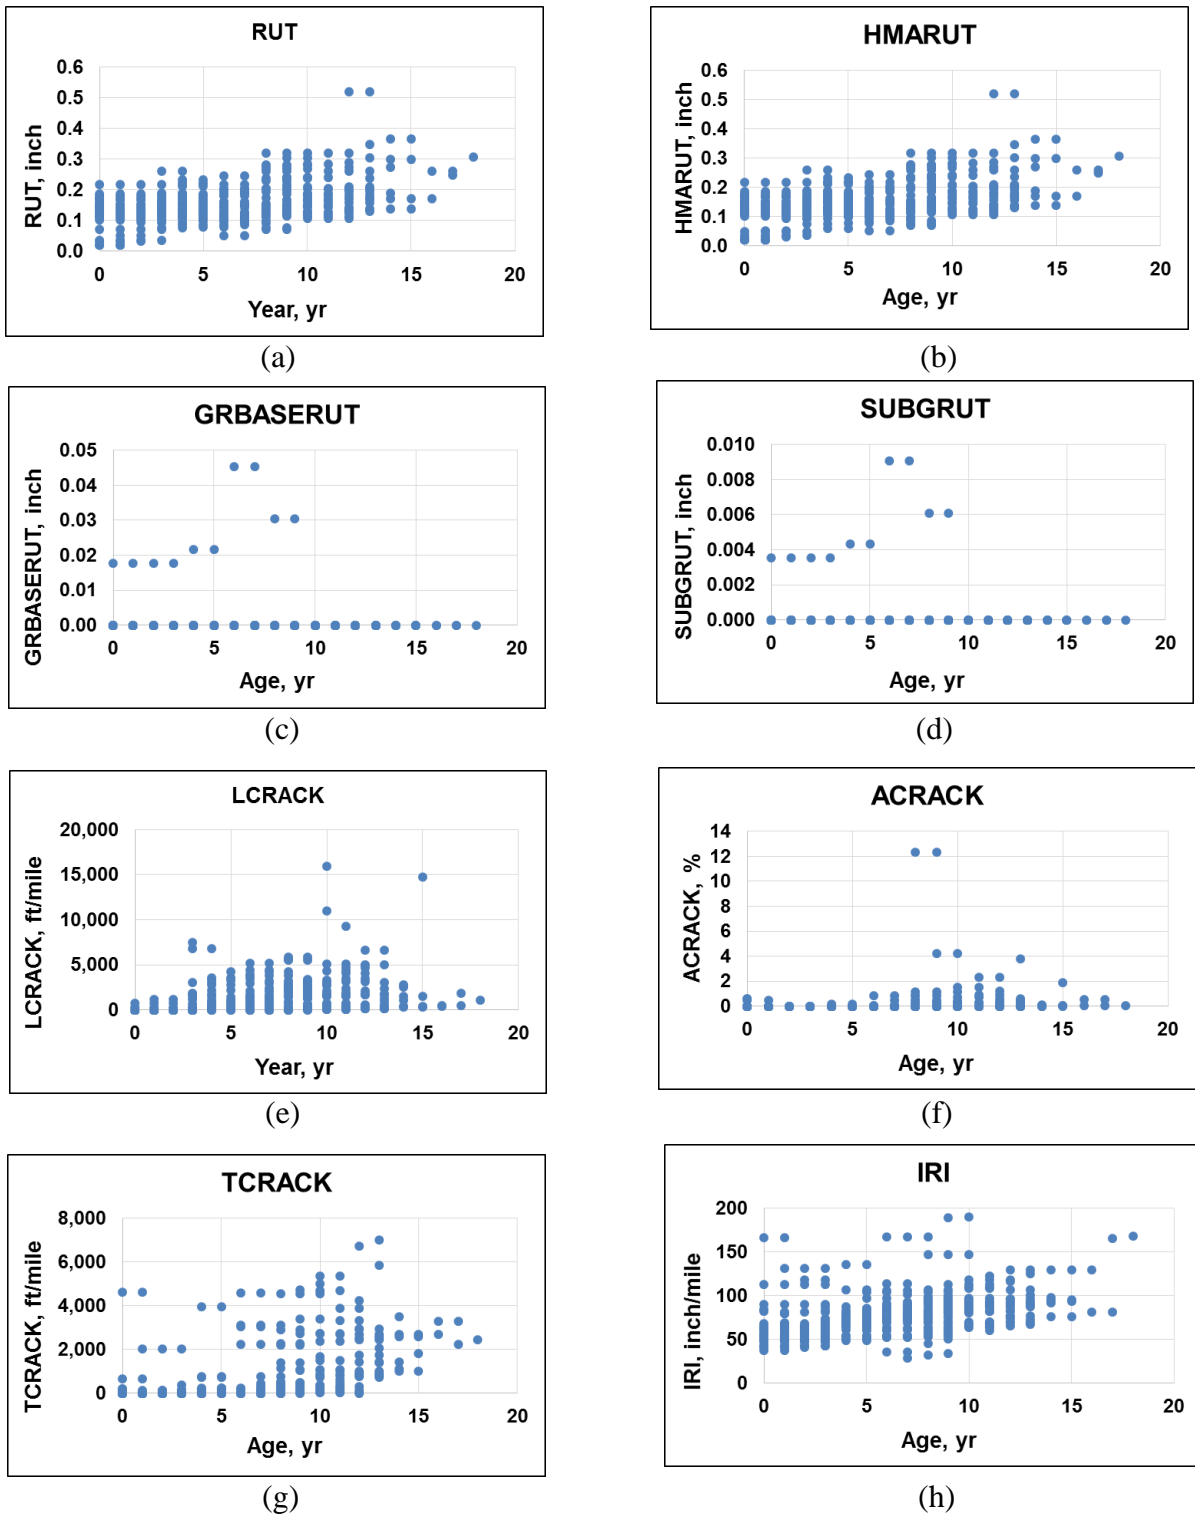 RUT
RUT, inch
0.6
0.5
0.4
0.3
0.2
0.1
0.0
0 5 10 15 20
Year, yr
(a)
HMARUT
HMARUT, inch
0.6
0.5
0.4
0.3
0.2
0.1
0.0
0 5 10 15 20
Age, yr
(b)
GRBASERUT
GRBASERUT, inch
0.05
0.04
0.03
0.02
0.01
0.00
0 5 10 15 20
Age, yr
(c)
SUBGRUT
SUBGRUT, inch
0.010
0.008
0.006
0.004
0.002
0.000
0 5 10 15 20
Age, yr
(d)
LCRACK
LCRACK, ft/mile
20,000
15,000
10,000
5,000
0
0 5 10 15 20
Year, yr
(e)
ACRACK
ACRACK, %
14
12
10
8
6
4
2
0
0 5 10 15 20
Age, yr
(f)
TCRACK
TCRACK, ft/mile
8,000
6,000
4,000
2,000
0
0 5 10 15 20
Age, yr
(g)
IRI
IRI, inch/mile
200
150
100
50
0
0 5 10 15 20
Age, yr
(h)